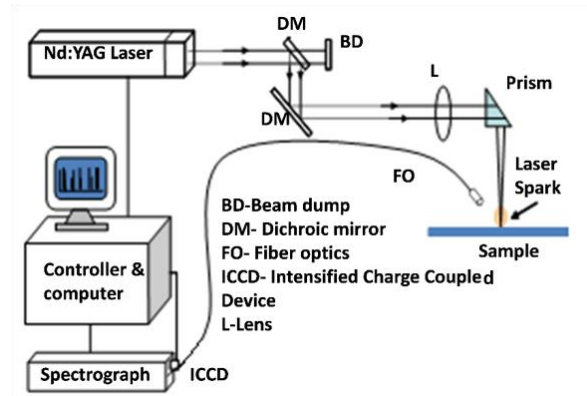 DM
BD
Nd:YAG Laser
DM
L
Prism
FO
Laser
Spark
Sample
BD-Beam dump
DM- Dichroic mirror
FO- Fiber optics
ICCD- Intensified Charge Coupled
Device
L-Lens
Controller &
computer
Spectrograph
ICCD